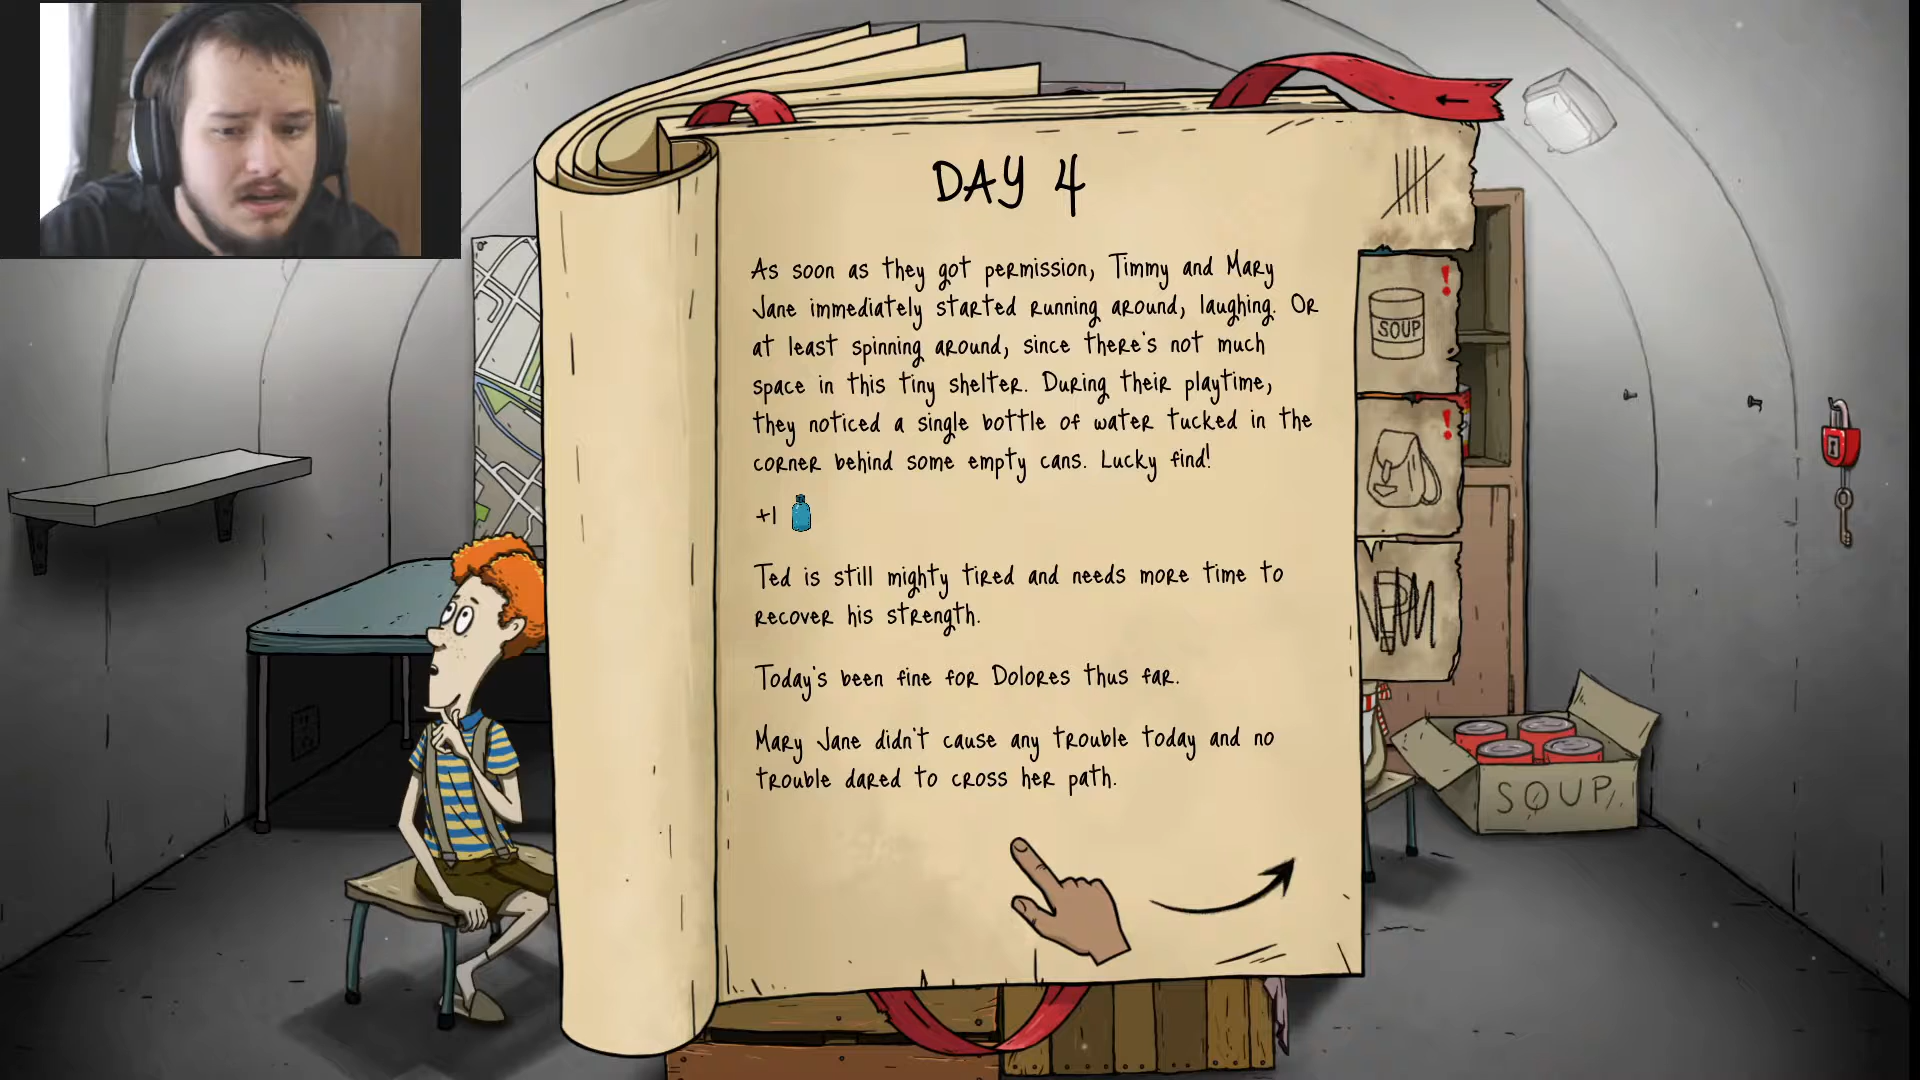 DAY 4
As soon as they got permission, Timmy and Mary
Jane immediately started running around, laughing. Or
at least spinning around, since there's not much
space in this tiny shelter. During their playtime,
they noticed a single bottle of water tucked in the
corner behind some empty cans. Lucky find!
+1
Ted is still mighty tired and needs more time to
recover his strength.
Today's been fine for Dolores thus far.
Mary Jane didn't cause any trouble today and no
trouble dared to cross her path.
!
SOUP
!
SOUP